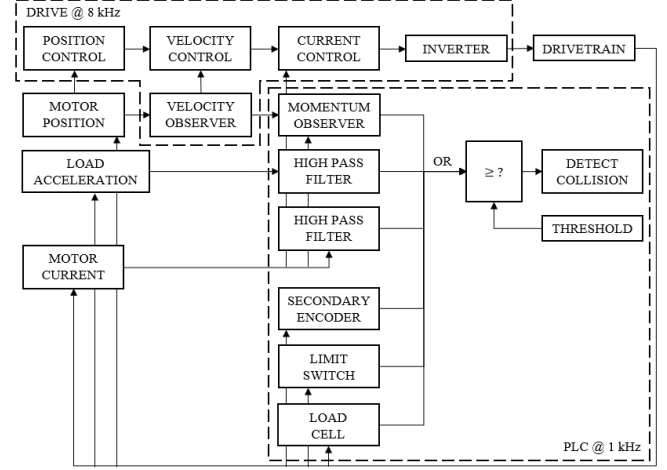 DRIVE @ 8 kHz
POSITION
CONTROL
VELOCITY
CONTROL
CURRENT
CONTROL
INVERTER
DRIVETRAIN
MOTOR
POSITION
VELOCITY
OBSERVER
MOMENTUM
OBSERVER
LOAD
ACCELERATION
HIGH PASS
FILTER
OR
≥ ?
DETECT
COLLISION
HIGH PASS
FILTER
THRESHOLD
MOTOR
CURRENT
SECONDARY
ENCODER
LIMIT
SWITCH
LOAD
CELL
PLC @ 1 kHz